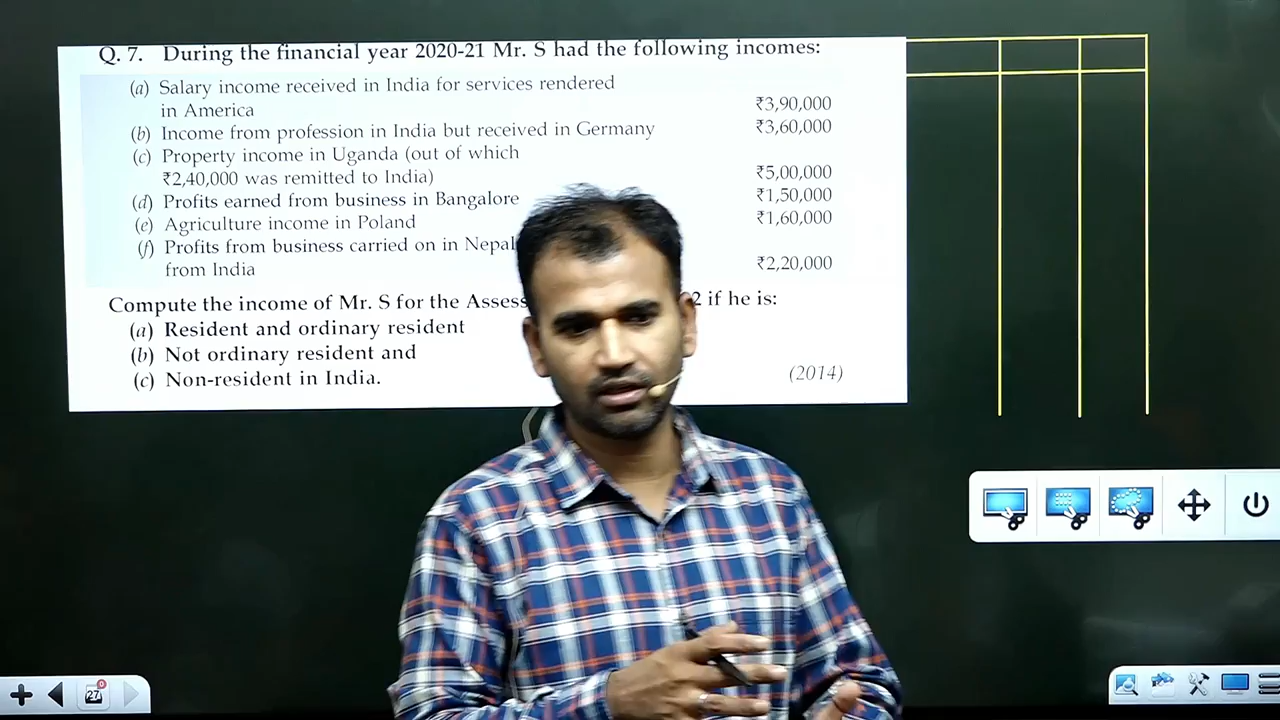 Q. 7. During the financial year 2020-21 Mr. S had the following incomes:
(a) Salary income received in India for services rendered
in America ₹3,90,000
(b) Income from profession in India but received in Germany ₹3,60,000
(c) Property income in Uganda (out of which
₹2,40,000 was remitted to India) ₹5,00,000
(d) Profits earned from business in Bangalore ₹1,50,000
(e) Agriculture income in Poland ₹1,60,000
(f) Profits from business carried on in Nepal
from India ₹2,20,000
Compute the income of Mr. S for the Assess 2 if he is:
(a) Resident and ordinary resident
(b) Not ordinary resident and
(c) Non-resident in India.
(2014)
27
0